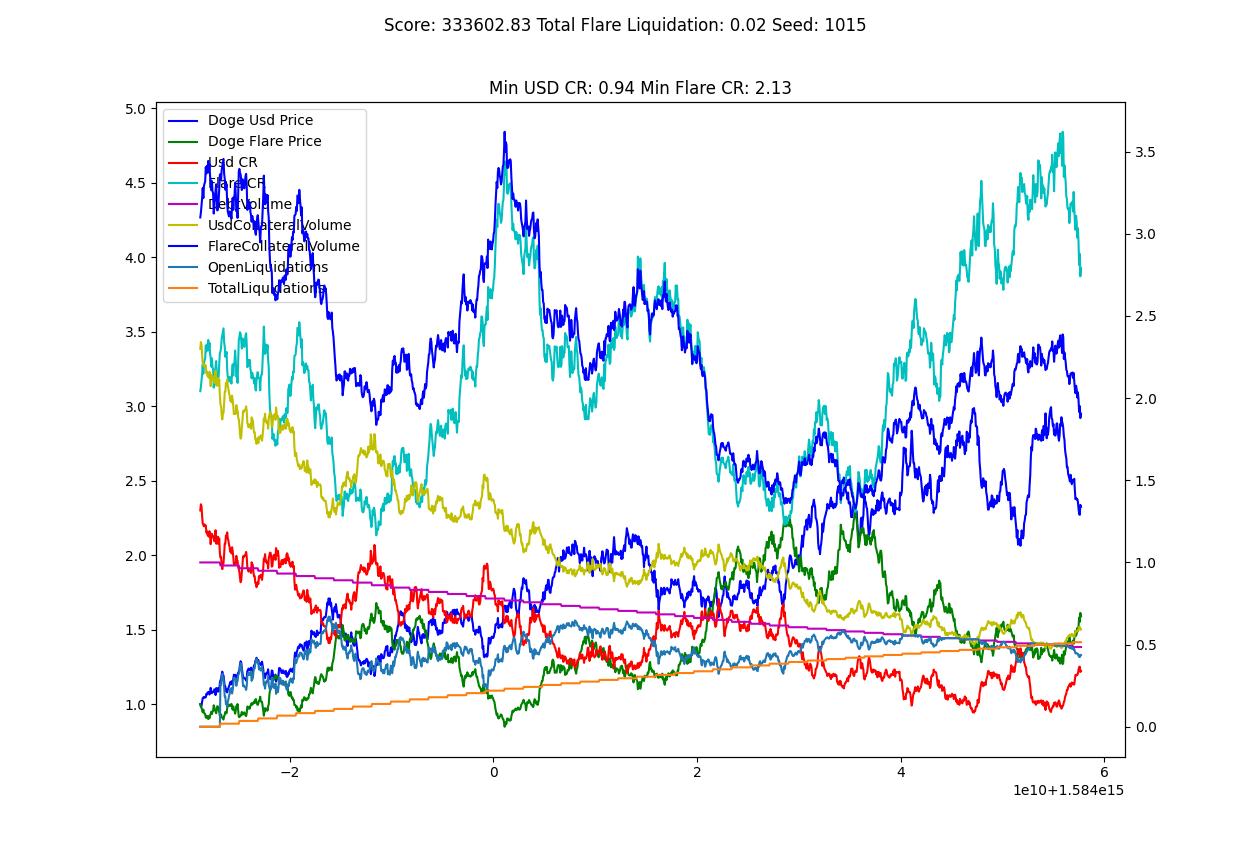 Score: 333602.83 Total Flare Liquidation: 0.02 Seed: 1015
Min USD CR: 0.94 Min Flare CR: 2.13
Doge Usd Price
Doge Flare Price
Usd CR
Flare CR
DebtVolume
UsdCollateralVolume
FlareCollateralVolume
OpenLiquidations
TotalLiquidations
5.0
4.5
4.0
3.5
3.0
2.5
2.0
1.5
1.0
3.5
3.0
2.5
2.0
1.5
1.0
0.5
0.0
−2
0
2
4
6
1e10+1.584e15